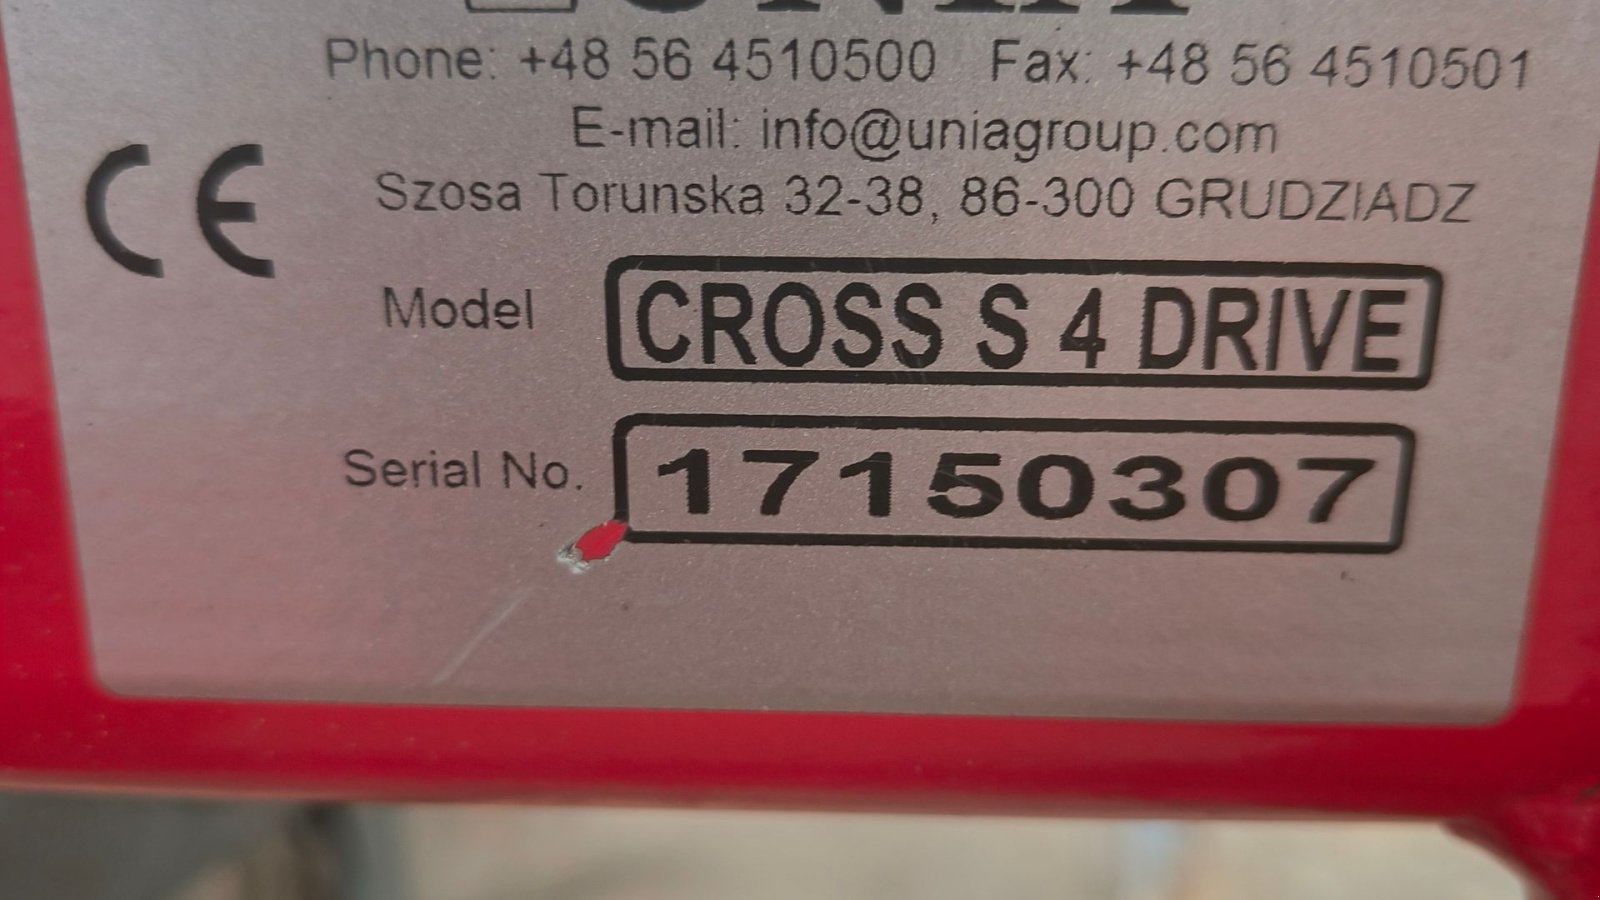 UNIA
Phone: +48 56 4510500 Fax: +48 56 4510501
E-mail: info@uniagroup.com
Szosa Torunska 32-38, 86-300 GRUDZIADZ
CE
Model CROSS S 4 DRIVE
Serial No. 17150307